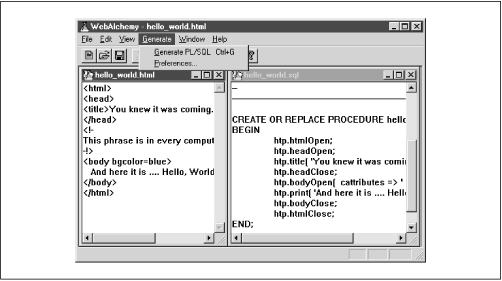 WebAlchemy - hello_world.html
File Edit View Generate Window Help
Generate PL/SQL Ctrl+G
Preferences...
?
hello_world.html
<html>
<head>
<title>You knew it was coming.
</head>
<!-
This phrase is in every comput
-!>
<body bgcolor=blue>
And here it is .... Hello, World
</body>
</html>
hello_world.sql
--
CREATE OR REPLACE PROCEDURE hello
BEGIN
htp.htmlOpen;
htp.headOpen;
htp.title( "You knew it was comi
htp.headClose;
htp.bodyOpen( cattributes => '
htp.print( 'And here it is .... Hell
htp.bodyClose;
htp.htmlClose;
END;